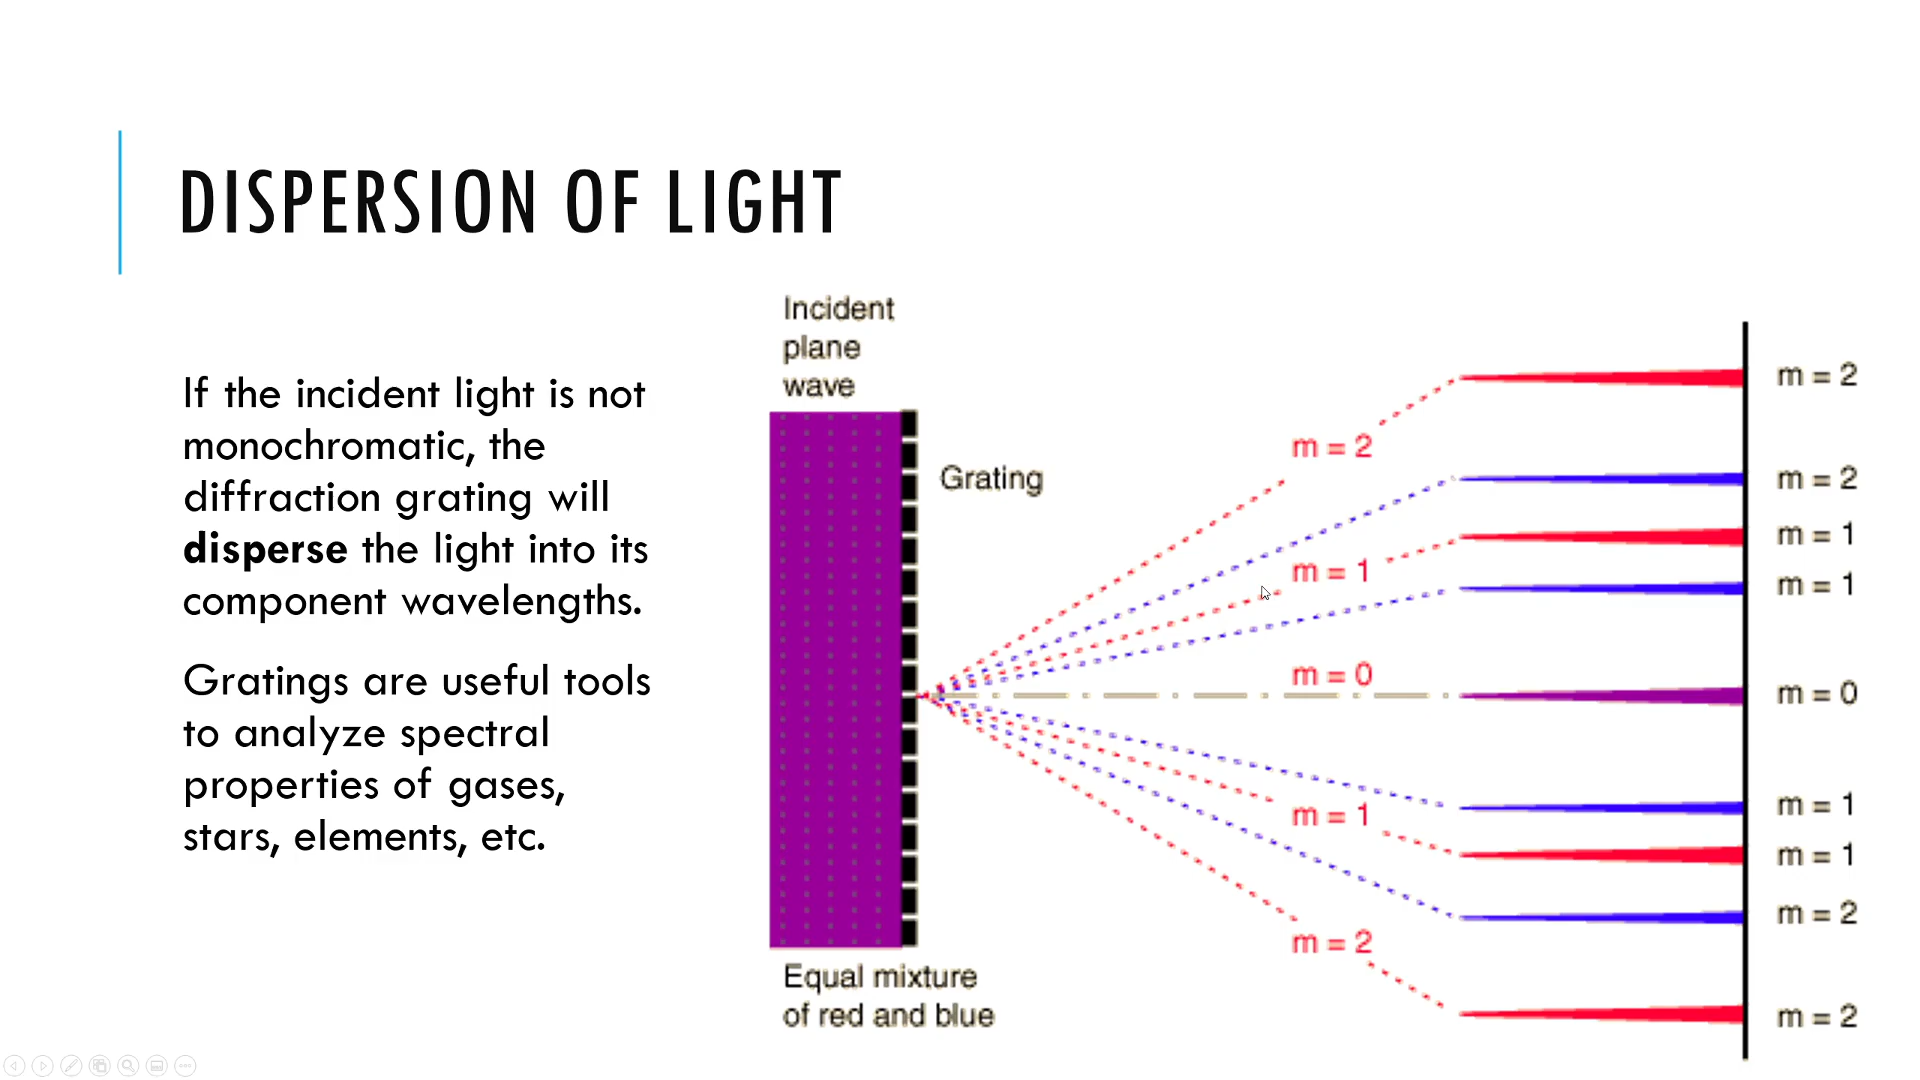 DISPERSION OF LIGHT
If the incident light is not
monochromatic, the
diffraction grating will
disperse the light into its
component wavelengths.
Gratings are useful tools
to analyze spectral
properties of gases,
stars, elements, etc.
Incident
plane
wave
Grating
Equal mixture
of red and blue
m = 2
m = 1
m = 0
m = 1
m = 2
m = 2
m = 2
m = 1
m = 1
m = 0
m = 1
m = 1
m = 2
m = 2